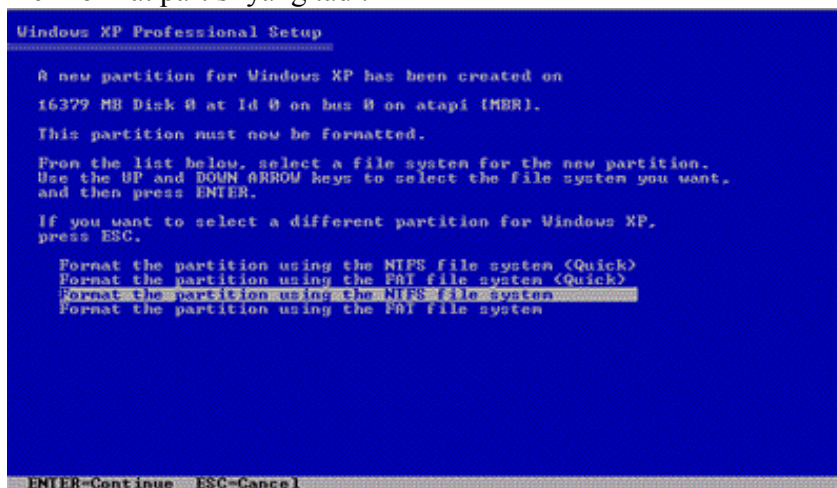 Windows XP Professional Setup
A new partition for Windows XP has been created on
16379 MB Disk 0 at Id 0 on bus 0 on atapi [MBR].
This partition must now be formatted.
From the list below, select a file system for the new partition.
Use the UP and DOWN ARROW keys to select the file system you want,
and then press ENTER.
If you want to select a different partition for Windows XP,
press ESC.
Format the partition using the NTFS file system (Quick)
Format the partition using the FAT file system (Quick)
Format the partition using the NTFS file system
Format the partition using the FAT file system
ENTER=Continue ESC=Cancel